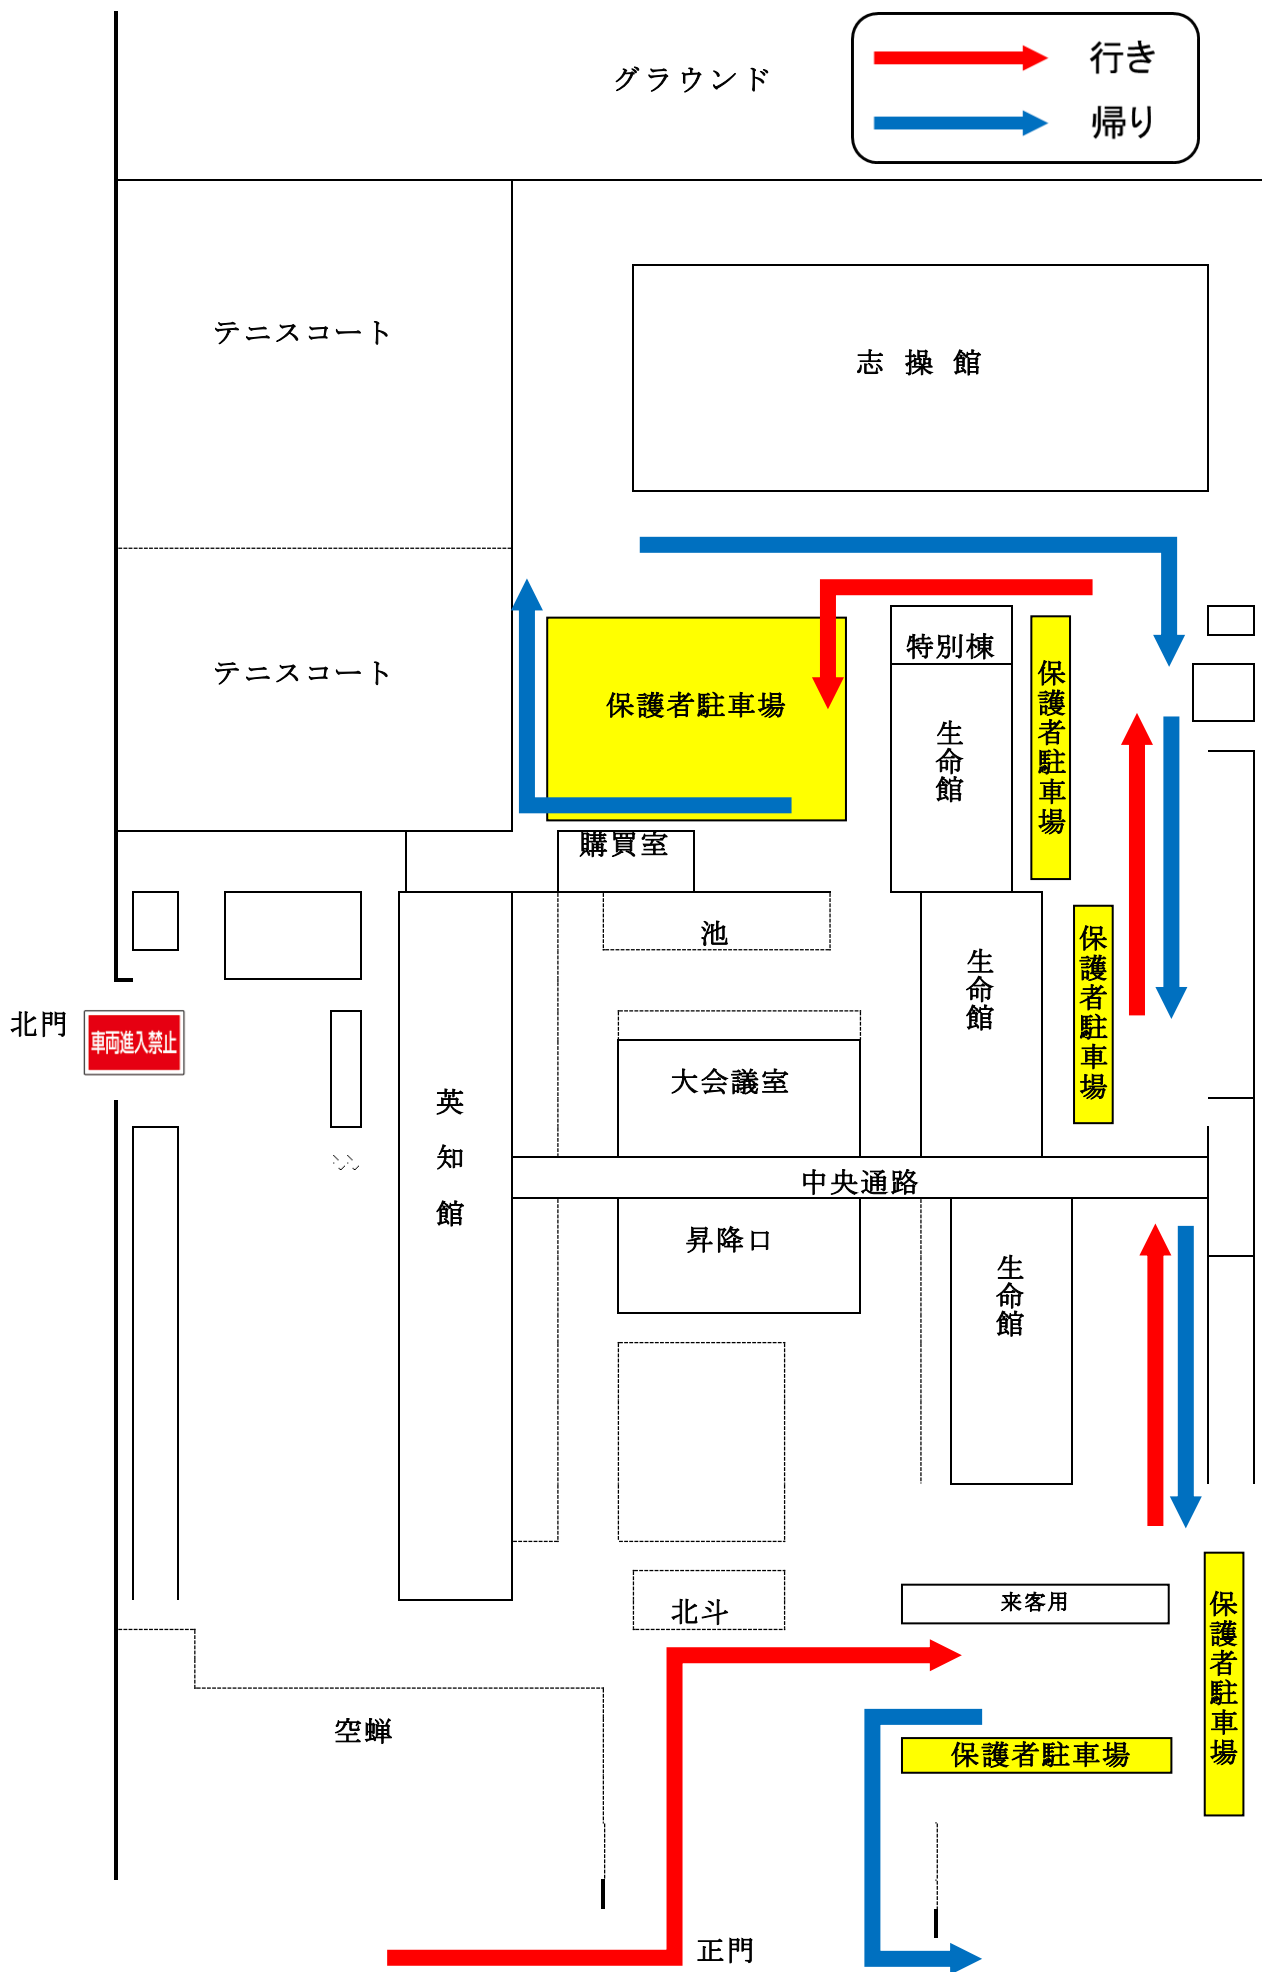 行き
グラウンド
帰り
テニスコート
志操館
特別棟
保護者駐車場
テニスコート
保護者駐車場
生命館
購買室
池
保護者駐車場
生命館
北門
車両進入禁止
大会議室
英知館
中央通路
昇降口
生命館
来客用
北斗
保護者駐車場
空蝉
保護者駐車場
正門